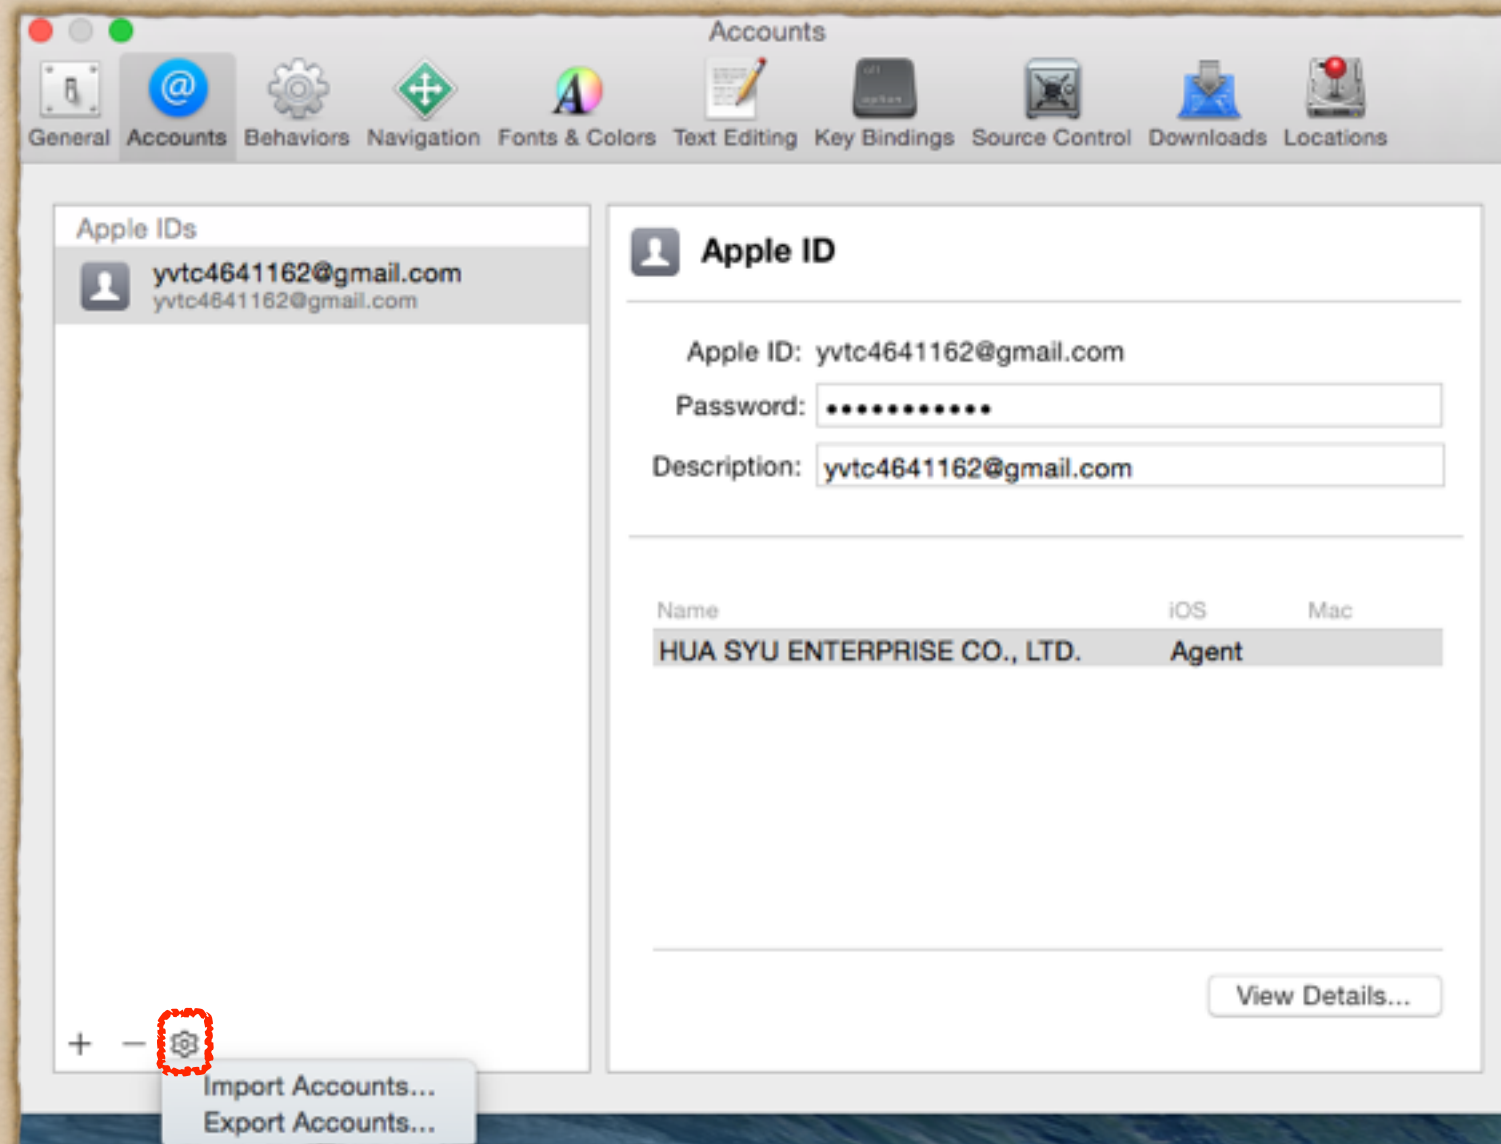 Accounts
General Accounts Behaviors Navigation Fonts & Colors Text Editing Key Bindings Source Control Downloads Locations
Apple IDs
yvtc4641162@gmail.com
yvtc4641162@gmail.com
Apple ID
Apple ID: yvtc4641162@gmail.com
Password: •••••••••••
Description: yvtc4641162@gmail.com
Name iOS Mac
HUA SYU ENTERPRISE CO., LTD. Agent
View Details...
Import Accounts...
Export Accounts...